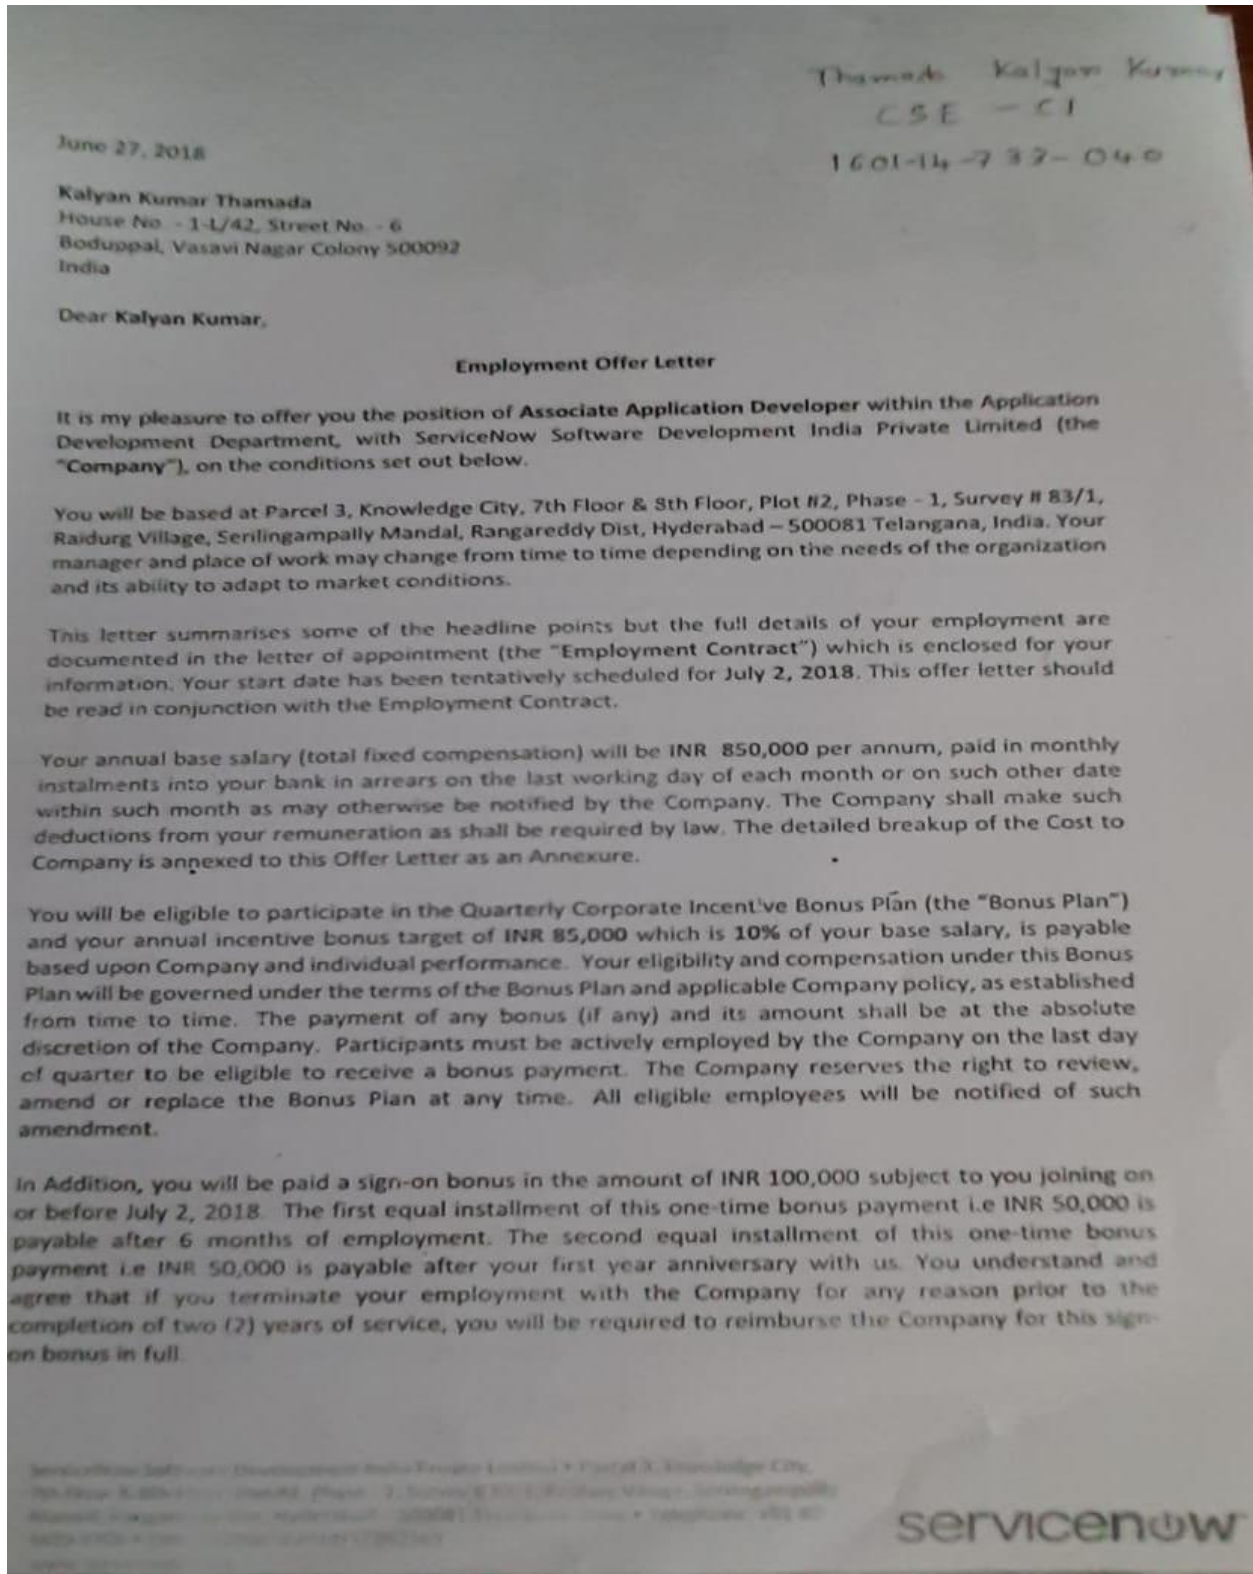 Thamada Kalyan Kumar
CSE - C1
1601-14-737-040
June 27, 2018
Kalyan Kumar Thamada
House No. - 1-L/42, Street No. - 6
Boduppal, Vasavi Nagar Colony 500092
India
Dear Kalyan Kumar,
Employment Offer Letter
It is my pleasure to offer you the position of Associate Application Developer within the Application
Development Department, with ServiceNow Software Development India Private Limited (the
"Company"), on the conditions set out below.
You will be based at Parcel 3, Knowledge City, 7th Floor & 8th Floor, Plot #2, Phase - 1, Survey # 83/1,
Raidurg Village, Serilingampally Mandal, Rangareddy Dist, Hyderabad – 500081 Telangana, India. Your
manager and place of work may change from time to time depending on the needs of the organization
and its ability to adapt to market conditions.
This letter summarises some of the headline points but the full details of your employment are
documented in the letter of appointment (the "Employment Contract") which is enclosed for your
information. Your start date has been tentatively scheduled for July 2, 2018. This offer letter should
be read in conjunction with the Employment Contract.
Your annual base salary (total fixed compensation) will be INR 850,000 per annum, paid in monthly
instalments into your bank in arrears on the last working day of each month or on such other date
within such month as may otherwise be notified by the Company. The Company shall make such
deductions from your remuneration as shall be required by law. The detailed breakup of the Cost to
Company is annexed to this Offer Letter as an Annexure.
You will be eligible to participate in the Quarterly Corporate Incentive Bonus Plan (the "Bonus Plan")
and your annual incentive bonus target of INR 85,000 which is 10% of your base salary, is payable
based upon Company and individual performance. Your eligibility and compensation under this Bonus
Plan will be governed under the terms of the Bonus Plan and applicable Company policy, as established
from time to time. The payment of any bonus (if any) and its amount shall be at the absolute
discretion of the Company. Participants must be actively employed by the Company on the last day
of quarter to be eligible to receive a bonus payment. The Company reserves the right to review,
amend or replace the Bonus Plan at any time. All eligible employees will be notified of such
amendment.
In Addition, you will be paid a sign-on bonus in the amount of INR 100,000 subject to you joining on
or before July 2, 2018. The first equal installment of this one-time bonus payment i.e INR 50,000 is
payable after 6 months of employment. The second equal installment of this one-time bonus
payment i.e INR 50,000 is payable after your first year anniversary with us. You understand and
agree that if you terminate your employment with the Company for any reason prior to the
completion of two (2) years of service, you will be required to reimburse the Company for this sign-
on bonus in full.
servicenow